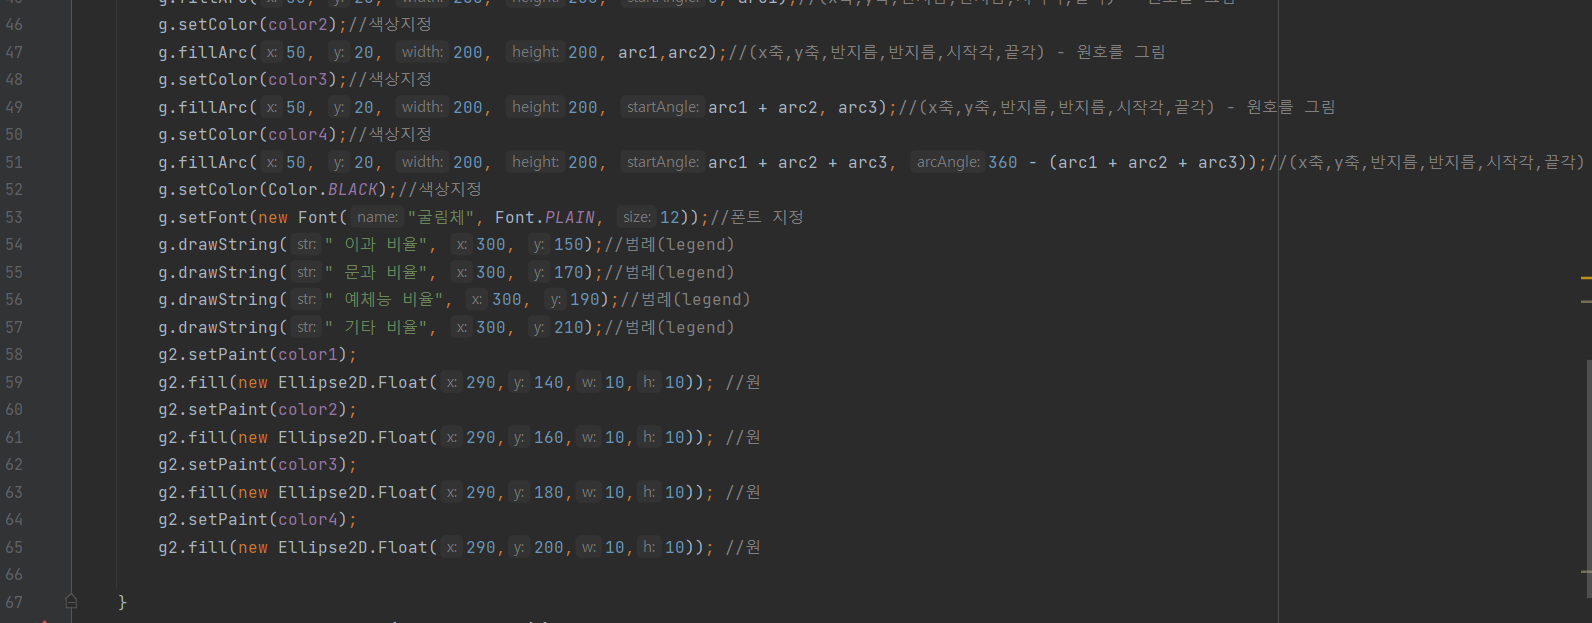 46 g.setColor(color2);//색상지정
47 g.fillArc( x: 50, y: 20, width: 200, height: 200, arc1,arc2);//(x축,y축,반지름,반지름,시작각,끝각) - 원호를 그림
48 g.setColor(color3);//색상지정
49 g.fillArc( x: 50, y: 20, width: 200, height: 200, startAngle: arc1 + arc2, arc3);//(x축,y축,반지름,반지름,시작각,끝각) - 원호를 그림
50 g.setColor(color4);//색상지정
51 g.fillArc( x: 50, y: 20, width: 200, height: 200, startAngle: arc1 + arc2 + arc3, arcAngle: 360 - (arc1 + arc2 + arc3));//(x축,y축,반지름,반지름,시작각,끝각)
52 g.setColor(Color.BLACK);//색상지정
53 g.setFont(new Font( name: "굴림체", Font.PLAIN, size: 12));//폰트 지정
54 g.drawString( str: " 이과 비율", x: 300, y: 150);//범례(legend)
55 g.drawString( str: " 문과 비율", x: 300, y: 170);//범례(legend)
56 g.drawString( str: " 예체능 비율", x: 300, y: 190);//범례(legend)
57 g.drawString( str: " 기타 비율", x: 300, y: 210);//범례(legend)
58 g2.setPaint(color1);
59 g2.fill(new Ellipse2D.Float( x: 290, y: 140, w: 10, h: 10)); //원
60 g2.setPaint(color2);
61 g2.fill(new Ellipse2D.Float( x: 290, y: 160, w: 10, h: 10)); //원
62 g2.setPaint(color3);
63 g2.fill(new Ellipse2D.Float( x: 290, y: 180, w: 10, h: 10)); //원
64 g2.setPaint(color4);
65 g2.fill(new Ellipse2D.Float( x: 290, y: 200, w: 10, h: 10)); //원
66
67 }